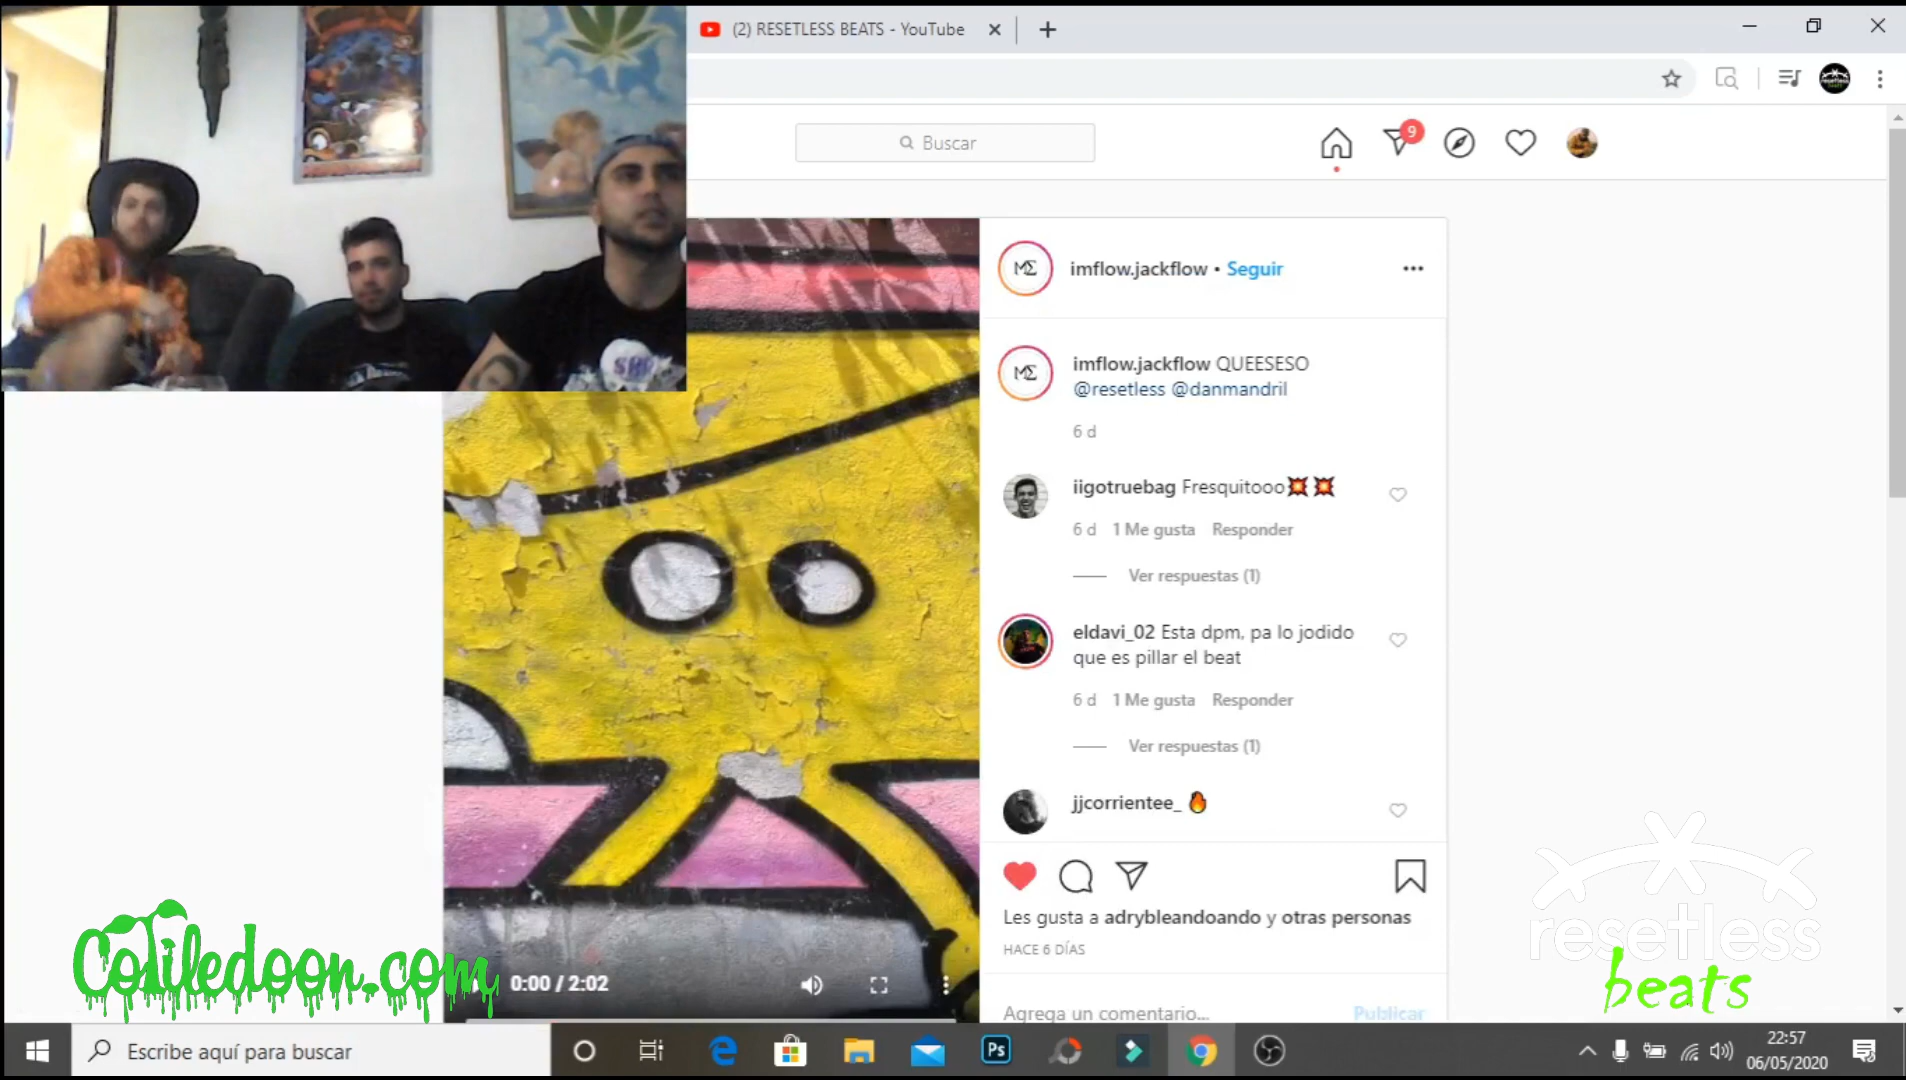 (2) RESETLESS BEATS - YouTube
Buscar
9
imflow.jackflow • Seguir
imflow.jackflow QUEESESO
@resetless @danmandril
6 d
iigotruebag Fresquitooo💥💥
6 d 1 Me gusta Responder
Ver respuestas (1)
eldavi_02 Esta dpm, pa lo jodido
que es pillar el beat
6 d 1 Me gusta Responder
Ver respuestas (1)
jjcorrientee_ 🔥
Les gusta a adrybleandoando y otras personas
HACE 6 DÍAS
Agrega un comentario...
Publicar
0:00 / 2:02
Cotiledoon.com
resetless
beats
Escribe aquí para buscar
Ps
22:57
06/05/2020